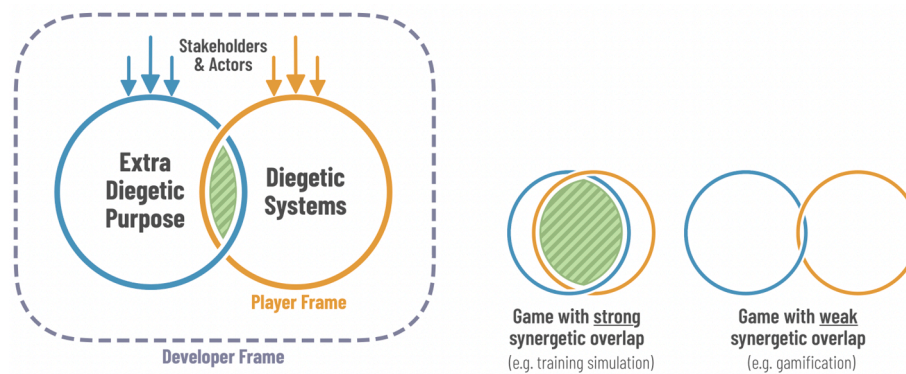 Stakeholders
& Actors
Extra
Diegetic
Purpose
Diegetic
Systems
Player Frame
Developer Frame
Game with strong
synergetic overlap
(e.g. training simulation)
Game with weak
synergetic overlap
(e.g. gamification)